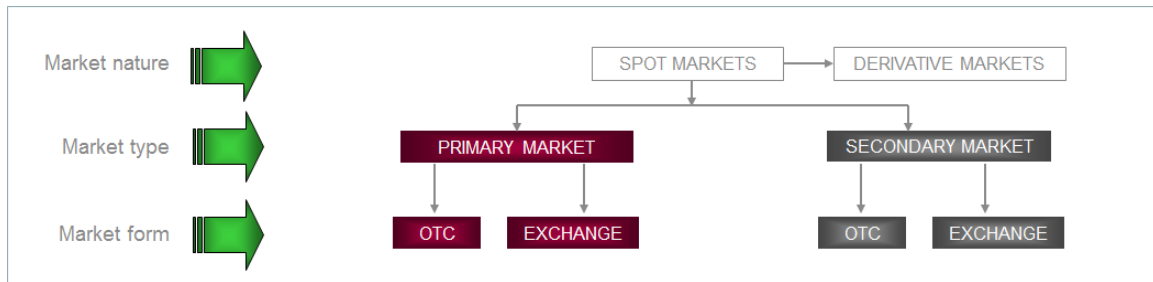 Market nature
SPOT MARKETS
DERIVATIVE MARKETS
Market type
PRIMARY MARKET
SECONDARY MARKET
Market form
OTC
EXCHANGE
OTC
EXCHANGE